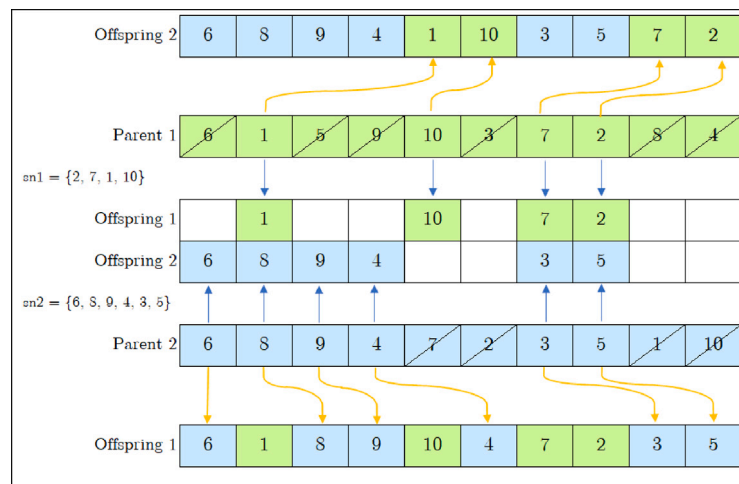 Offspring 2 6 8 9 4 1 10 3 5 7 2
Parent 1 6 1 5 9 10 3 7 2 8 4
sn1 = {2, 7, 1, 10}
Offspring 1 1 10 7 2
Offspring 2 6 8 9 4 3 5
sn2 = {6, 8, 9, 4, 3, 5}
Parent 2 6 8 9 4 7 2 3 5 1 10
Offspring 1 6 1 8 9 10 4 7 2 3 5